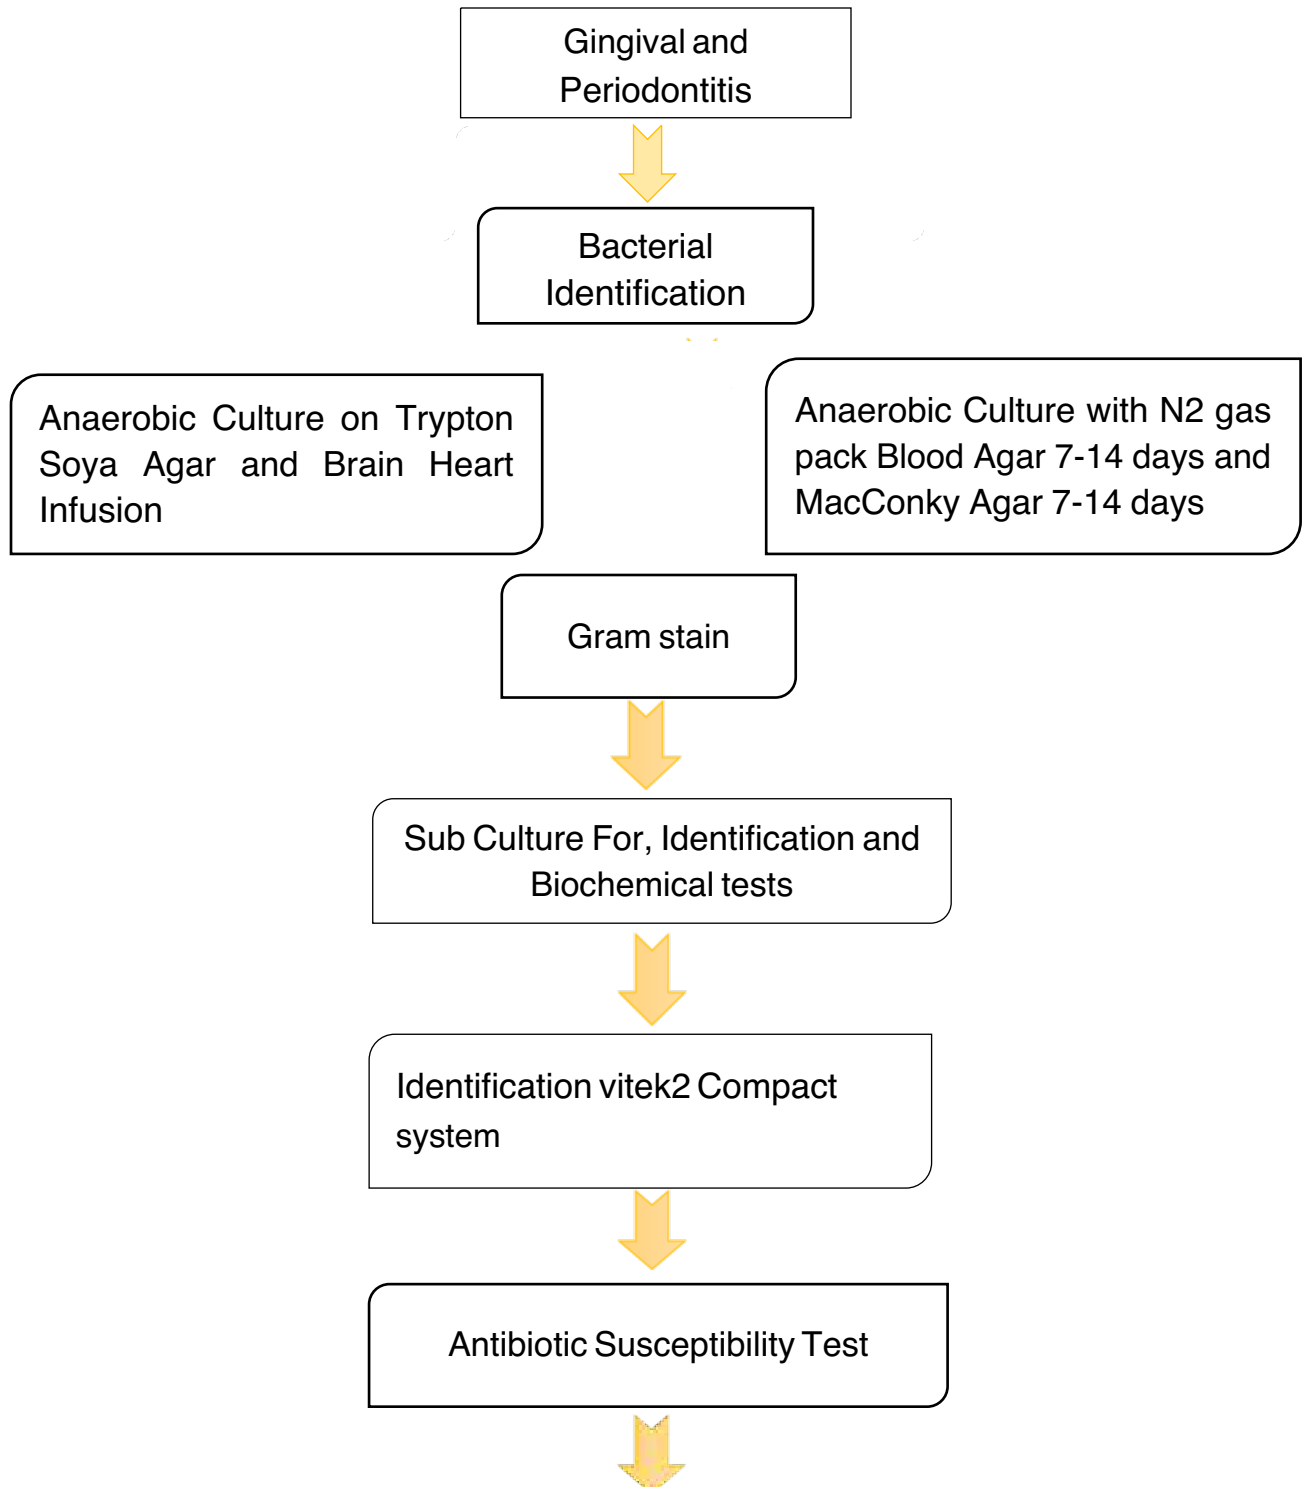 Gingival and
Periodontitis
Bacterial
Identification
Anaerobic Culture on Trypton
Soya Agar and Brain Heart
Infusion
Anaerobic Culture with N2 gas
pack Blood Agar 7-14 days and
MacConky Agar 7-14 days
Gram stain
Sub Culture For, Identification and
Biochemical tests
Identification vitek2 Compact
system
Antibiotic Susceptibility Test